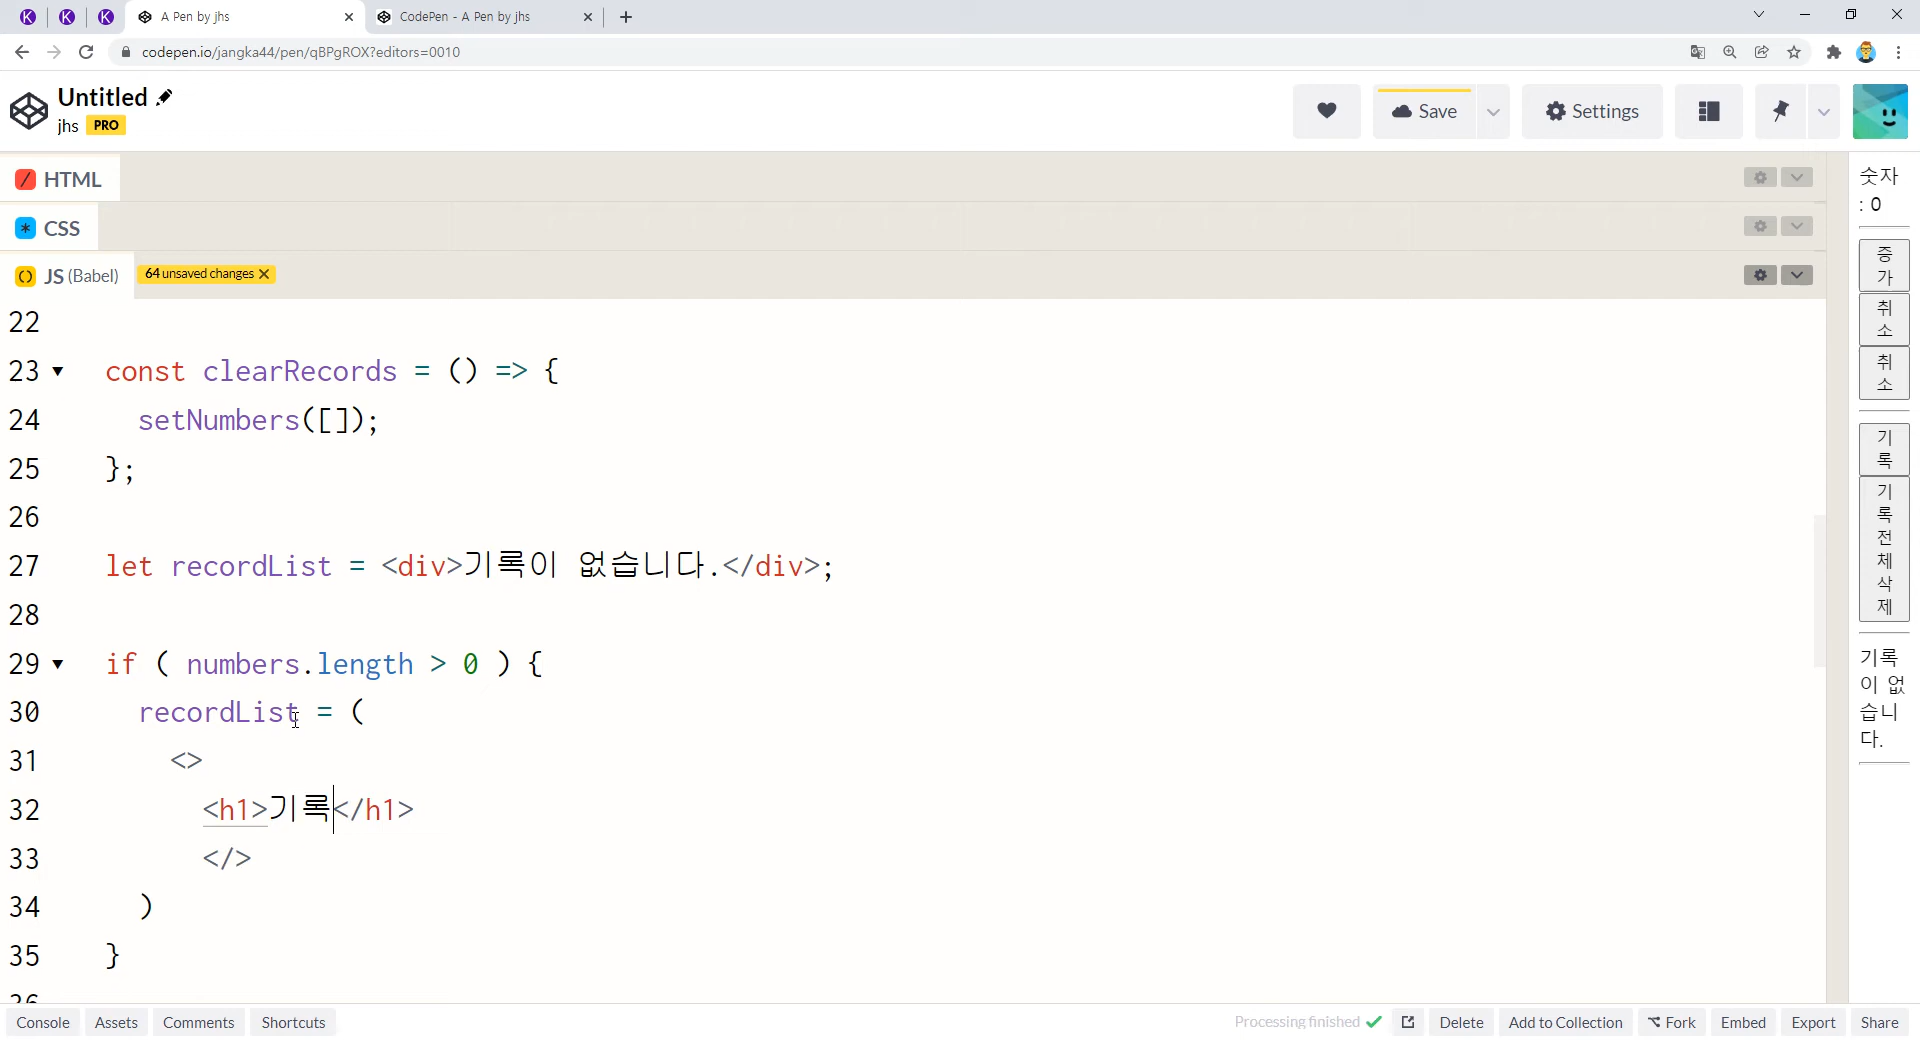 A Pen by jhs
CodePen - A Pen by jhs
codepen.io/jangka44/pen/qBPgROX?editors=0010
Untitled
jhs PRO
Save
Settings
HTML
CSS
JS (Babel)
64 unsaved changes
22
23 const clearRecords = () => {
24 setNumbers([]);
25 };
26
27 let recordList = <div>기록이 없습니다.</div>;
28
29 if ( numbers.length > 0 ) {
30 recordList = (
31 <>
32 <h1>기록</h1>
33 </>
34 )
35 }
36
숫자
: 0
증
가
취
소
취
소
기
록
기
록
전
체
삭
제
기록
이 없
습니
다.
Console
Assets
Comments
Shortcuts
Processing finished
Delete
Add to Collection
Fork
Embed
Export
Share